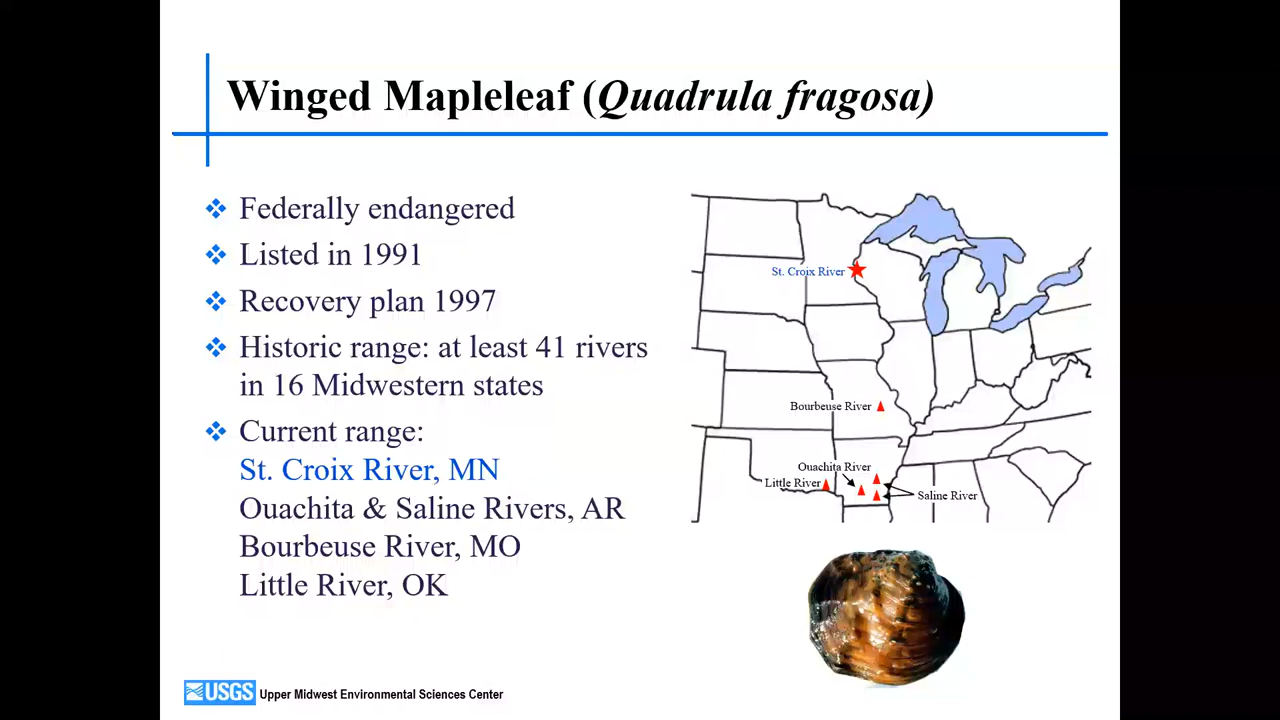 Winged Mapleleaf (Quadrula fragosa)
Federally endangered
Listed in 1991
Recovery plan 1997
Historic range: at least 41 rivers
in 16 Midwestern states
Current range:
St. Croix River, MN
Ouachita & Saline Rivers, AR
Bourbeuse River, MO
Little River, OK
St. Croix River
Bourbeuse River
Ouachita River
Little River
Saline River
USGS Upper Midwest Environmental Sciences Center